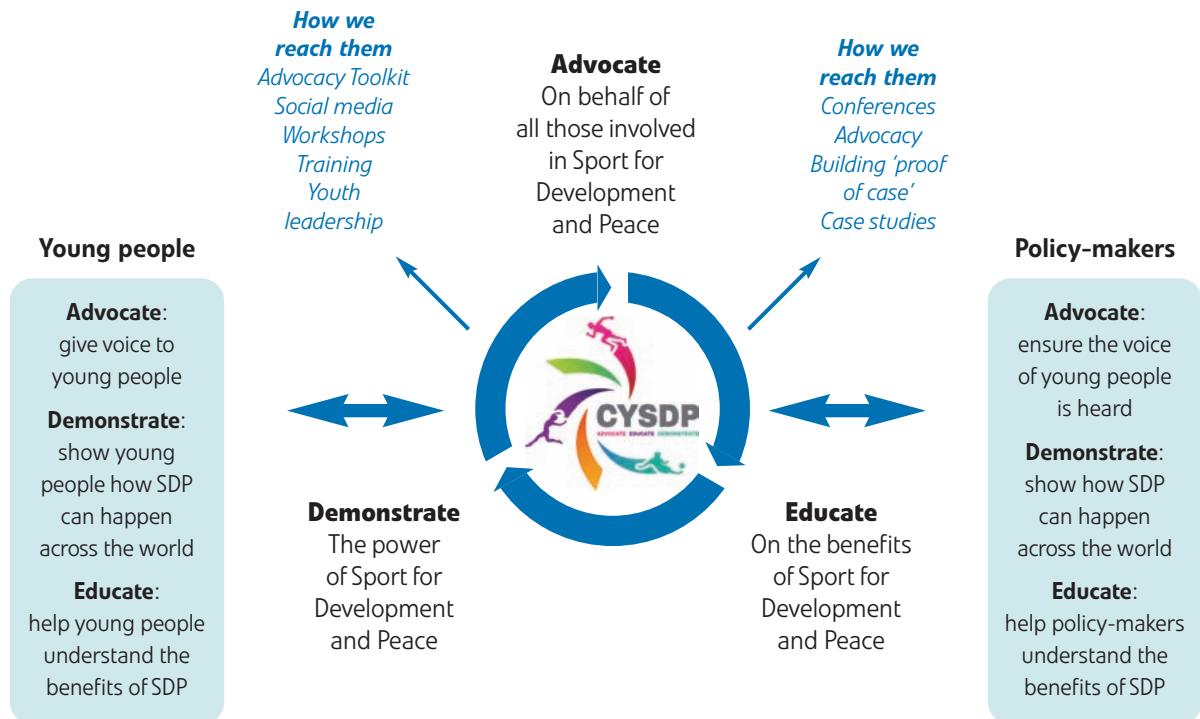 How we
reach them
Advocacy Toolkit
Social media
Workshops
Training
Youth
leadership
Advocate
On behalf of
all those involved
in Sport for
Development
and Peace
How we
reach them
Conferences
Advocacy
Building ‘proof
of case’
Case studies
Young people
Advocate:
give voice to
young people
Demonstrate:
show young
people how SDP
can happen
across the world
Educate:
help young people
understand the
benefits of SDP
CYSDP
ADVOCATE EDUCATE DEMONSTRATE
Demonstrate
The power
of Sport for
Development
and Peace
Educate
On the benefits
of Sport for
Development
and Peace
Policy-makers
Advocate:
ensure the voice
of young people
is heard
Demonstrate:
show how SDP
can happen
across the world
Educate:
help policy-makers
understand the
benefits of SDP